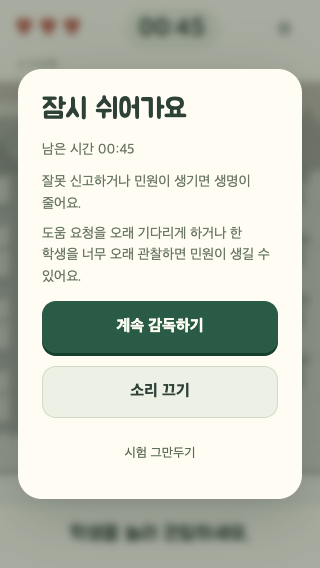 00:45
잠시 쉬어가요
남은 시간 00:45
잘못 신고하거나 민원이 생기면 생명이
줄어요.
도움 요청을 오래 기다리게 하거나 한
학생을 너무 오래 관찰하면 민원이 생길 수
있어요.
계속 감독하기
소리 끄기
시험 그만두기